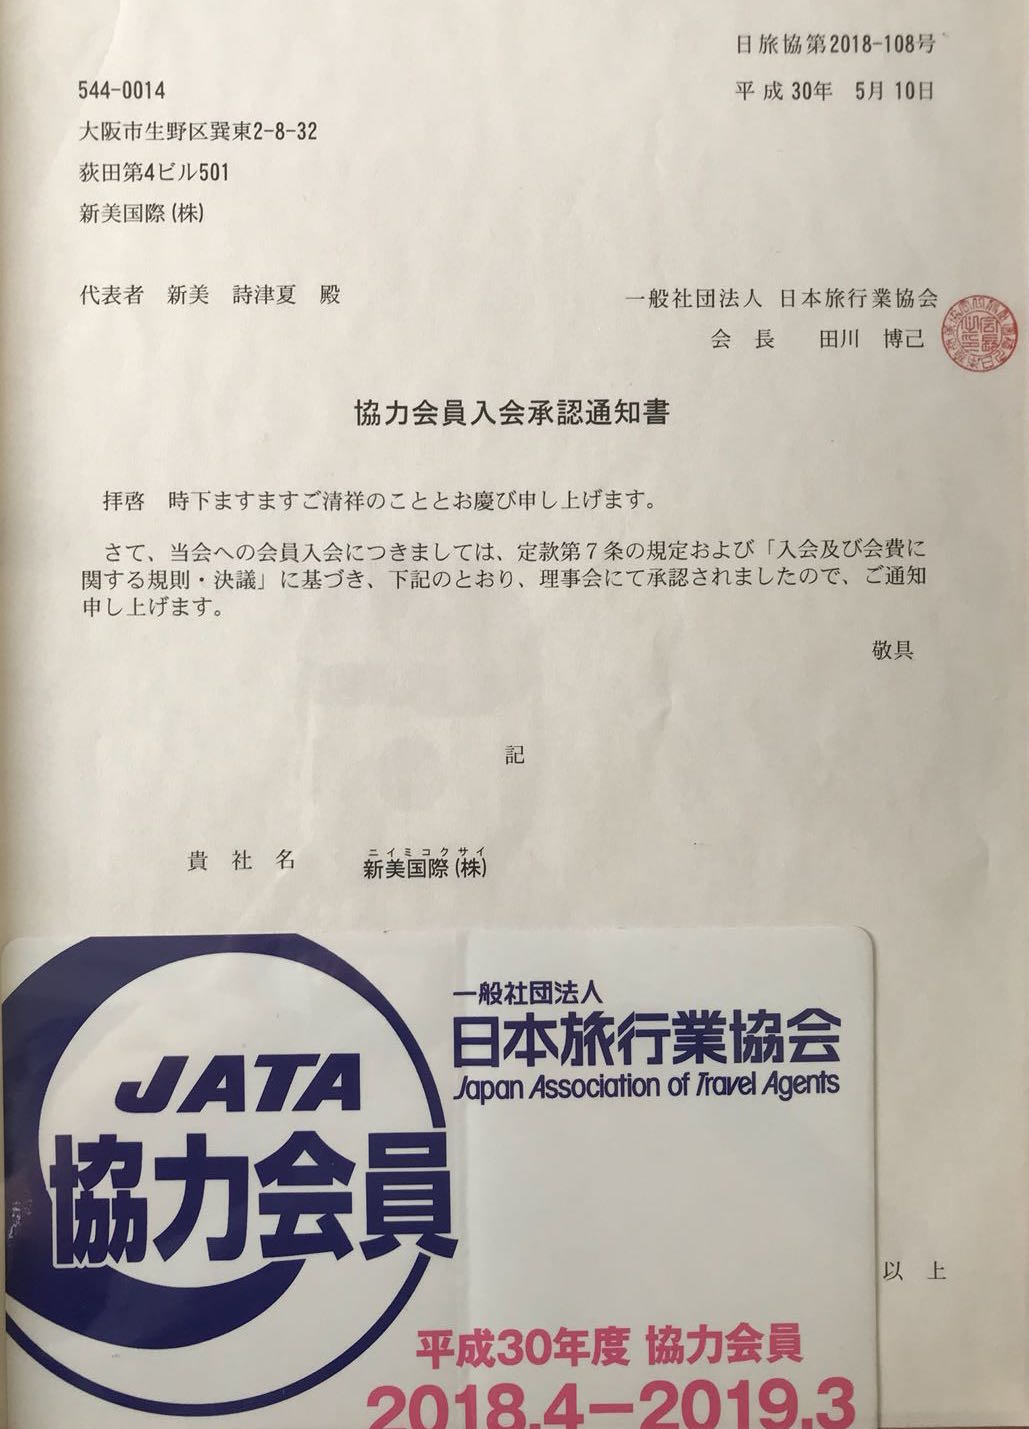 日旅協第2018-108号
平成30年 5月10日
544-0014
大阪市生野区巽東2-8-32
荻田第4ビル501
新美国際(株)
代表者 新美 詩津夏 殿
一般社団法人 日本旅行業協会
会長 田川 博己
協力会員入会承認通知書
拝啓 時下ますますご清祥のこととお慶び申し上げます。
さて、当会への会員入会につきましては、定款第7条の規定および「入会及び会費に
関する規則・決議」に基づき、下記のとおり、理事会にて承認されましたので、ご通知
申し上げます。
敬具
記
ニイミコクサイ
貴社名 新美国際(株)
一般社団法人
日本旅行業協会
Japan Association of Travel Agents
JATA
協力会員
以上
平成30年度 協力会員
2018.4-2019.3